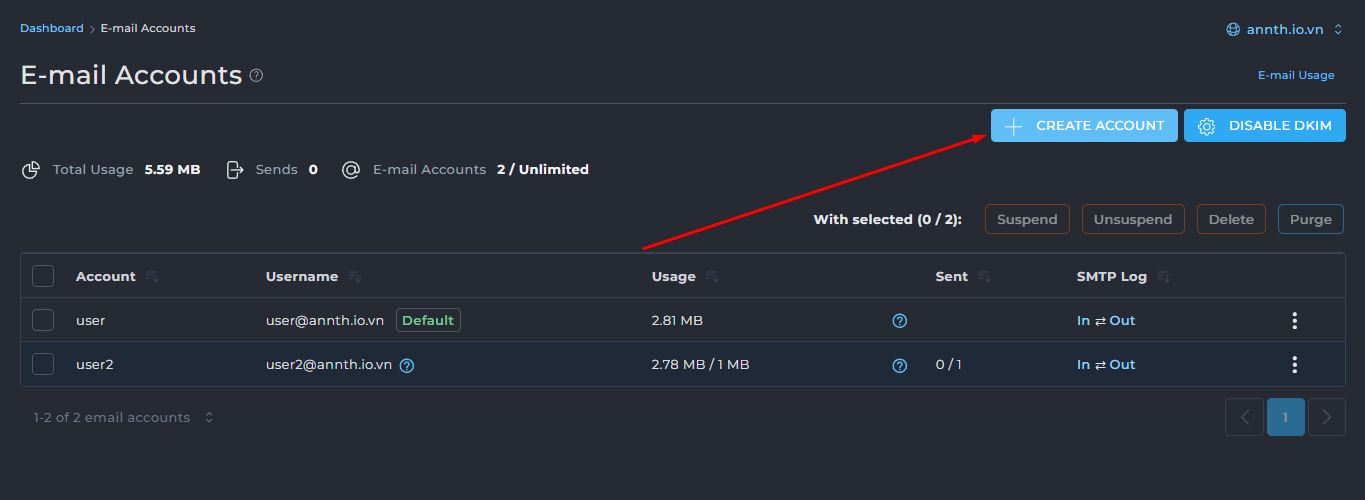 Dashboard > E-mail Accounts
annth.io.vn
E-mail Accounts
E-mail Usage
CREATE ACCOUNT
DISABLE DKIM
Total Usage 5.59 MB Sends 0 E-mail Accounts 2 / Unlimited
With selected (0 / 2): Suspend Unsuspend Delete Purge
Account Username Usage Sent SMTP Log
user user@annth.io.vn Default 2.81 MB In ⇄ Out
user2 user2@annth.io.vn 2.78 MB / 1 MB 0 / 1 In ⇄ Out
1-2 of 2 email accounts
1